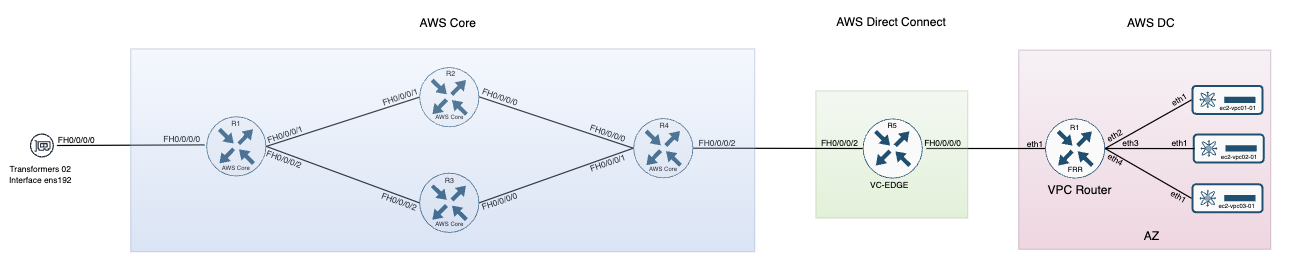 AWS Core
AWS Direct Connect
AWS DC
Transformers 02
Interface ens192
FH0/0/0/0
FH0/0/0/0
R1
AWS Core
FH0/0/0/1
FH0/0/0/2
FH0/0/0/1
R2
AWS Core
FH0/0/0/0
FH0/0/0/2
R3
AWS Core
FH0/0/0/0
FH0/0/0/0
FH0/0/0/1
R4
AWS Core
FH0/0/0/2
FH0/0/0/2
R5
VC-EDGE
FH0/0/0/0
eth1
R1
FRR
VPC Router
eth2
eth3
eth4
eth1
ec2-vpc01-01
eth1
ec2-vpc02-01
eth1
ec2-vpc03-01
AZ